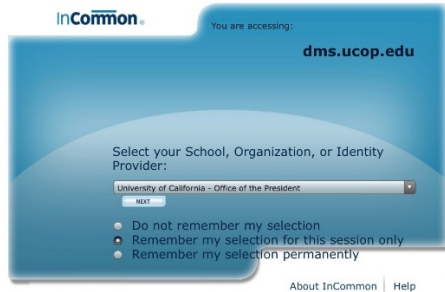 InCommon®
You are accessing:
dms.ucop.edu
Select your School, Organization, or Identity
Provider:
University of California - Office of the President
NEXT
Do not remember my selection
Remember my selection for this session only
Remember my selection permanently
About InCommon | Help